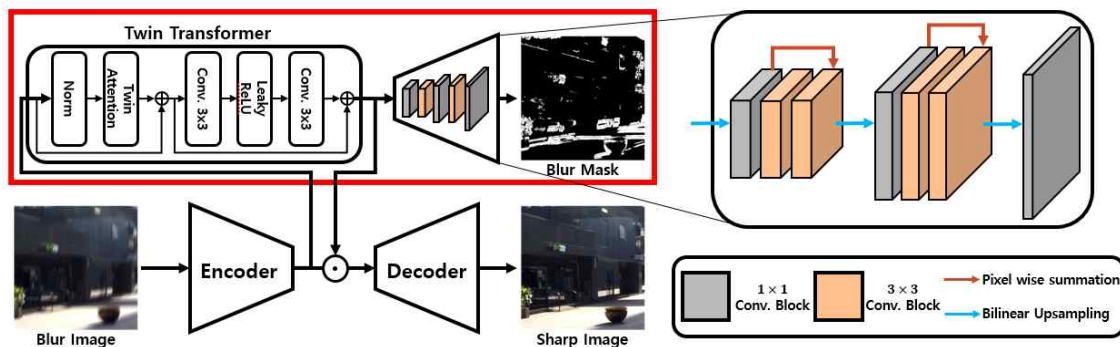 Twin Transformer
Norm
Twin
Attention
Conv. 3x3
Leaky
ReLU
Conv. 3x3
Blur Mask
Encoder
Decoder
Blur Image
Sharp Image
1 × 1
Conv. Block
3 × 3
Conv. Block
Pixel wise summation
Bilinear Upsampling